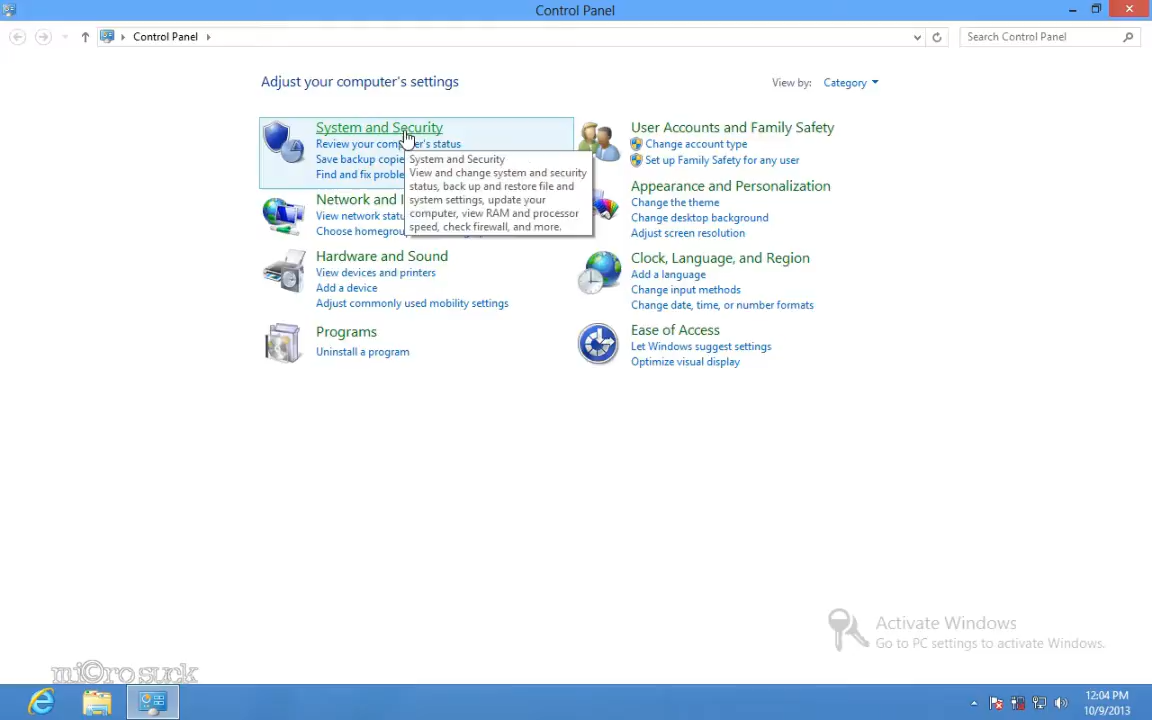 Control Panel
Control Panel
Search Control Panel
Adjust your computer's settings
View by: Category
System and Security
Review your computer's status
Save backup copie
Find and fix proble
System and Security
View and change system and security
status, back up and restore file and
system settings, update your
computer, view RAM and processor
speed, check firewall, and more.
Network and I
View network statu
Choose homegroup
Hardware and Sound
View devices and printers
Add a device
Adjust commonly used mobility settings
Programs
Uninstall a program
User Accounts and Family Safety
Change account type
Set up Family Safety for any user
Appearance and Personalization
Change the theme
Change desktop background
Adjust screen resolution
Clock, Language, and Region
Add a language
Change input methods
Change date, time, or number formats
Ease of Access
Let Windows suggest settings
Optimize visual display
Activate Windows
Go to PC settings to activate Windows.
mi©ro suck
12:04 PM
10/9/2013